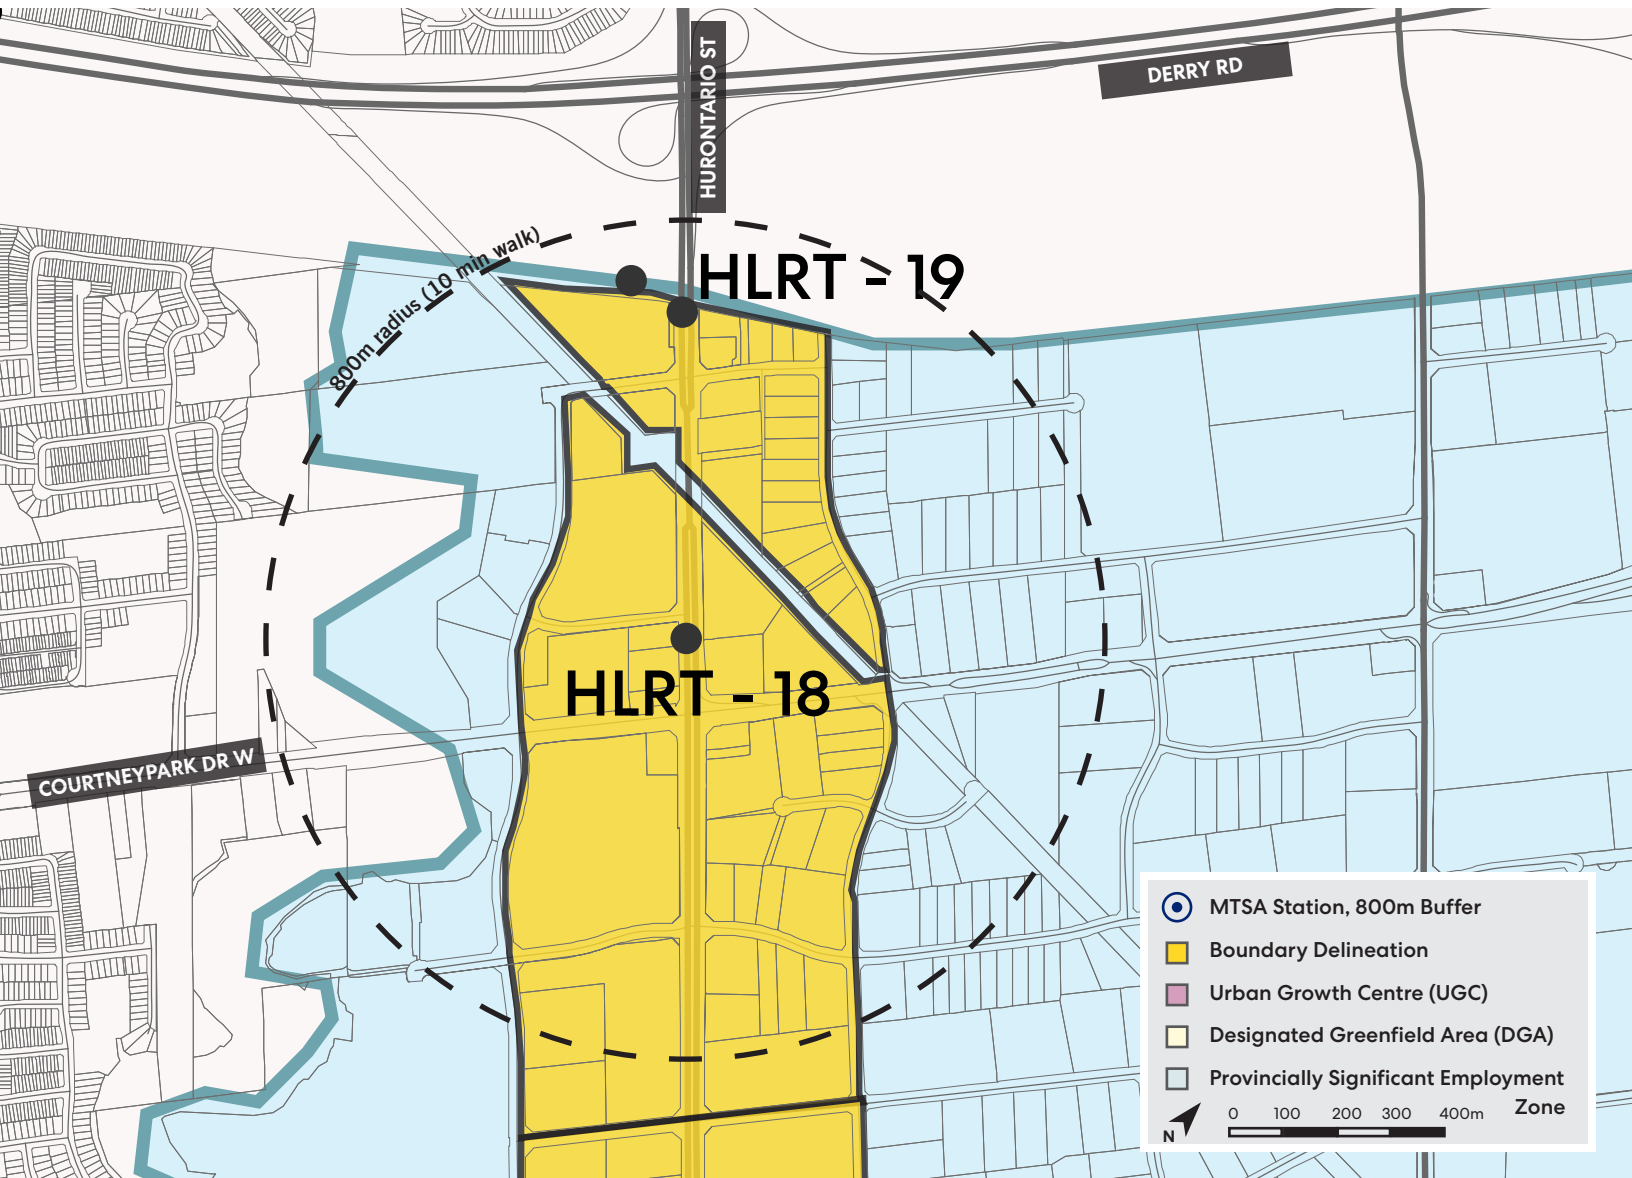 HURONTARIO ST
DERRY RD
800m radius (10 min walk)
HLRT - 19
HLRT - 18
COURTNEYPARK DR W
MTSA Station, 800m Buffer
Boundary Delineation
Urban Growth Centre (UGC)
Designated Greenfield Area (DGA)
Provincially Significant Employment
Zone
N
0 100 200 300 400m